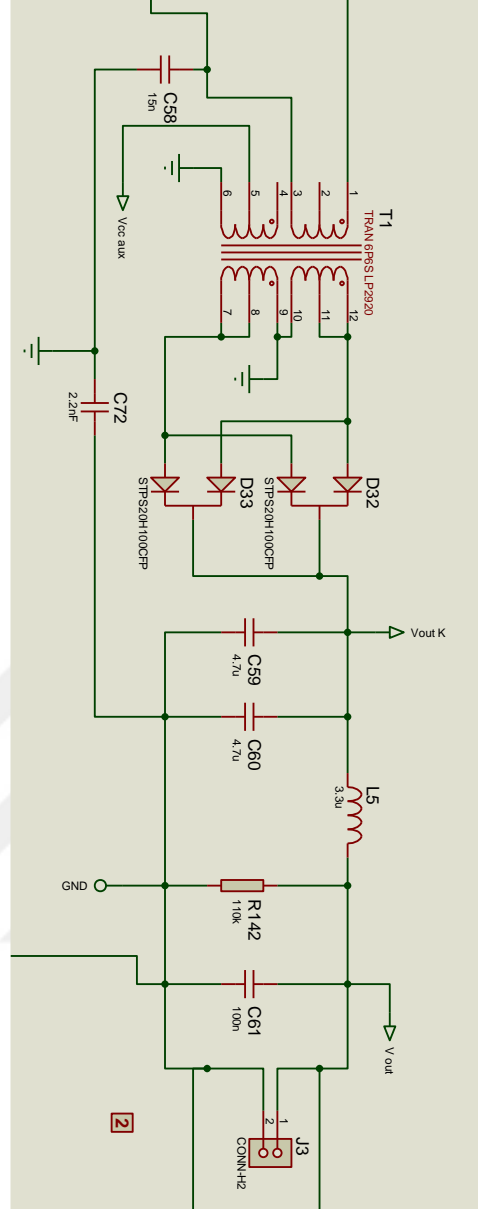 C58
15n
Vcc aux
6
5
4
3
2
1
T1
TRAN 6P6S LP2920
7
8
9
10
11
12
C72
2.2nF
STPS20H100CFP
D33
STPS20H100CFP
D32
Vout K
C59
4.7u
C60
4.7u
L5
3.3u
GND
R142
110k
C61
100n
V out
2
1
J3
CONN-H2
2